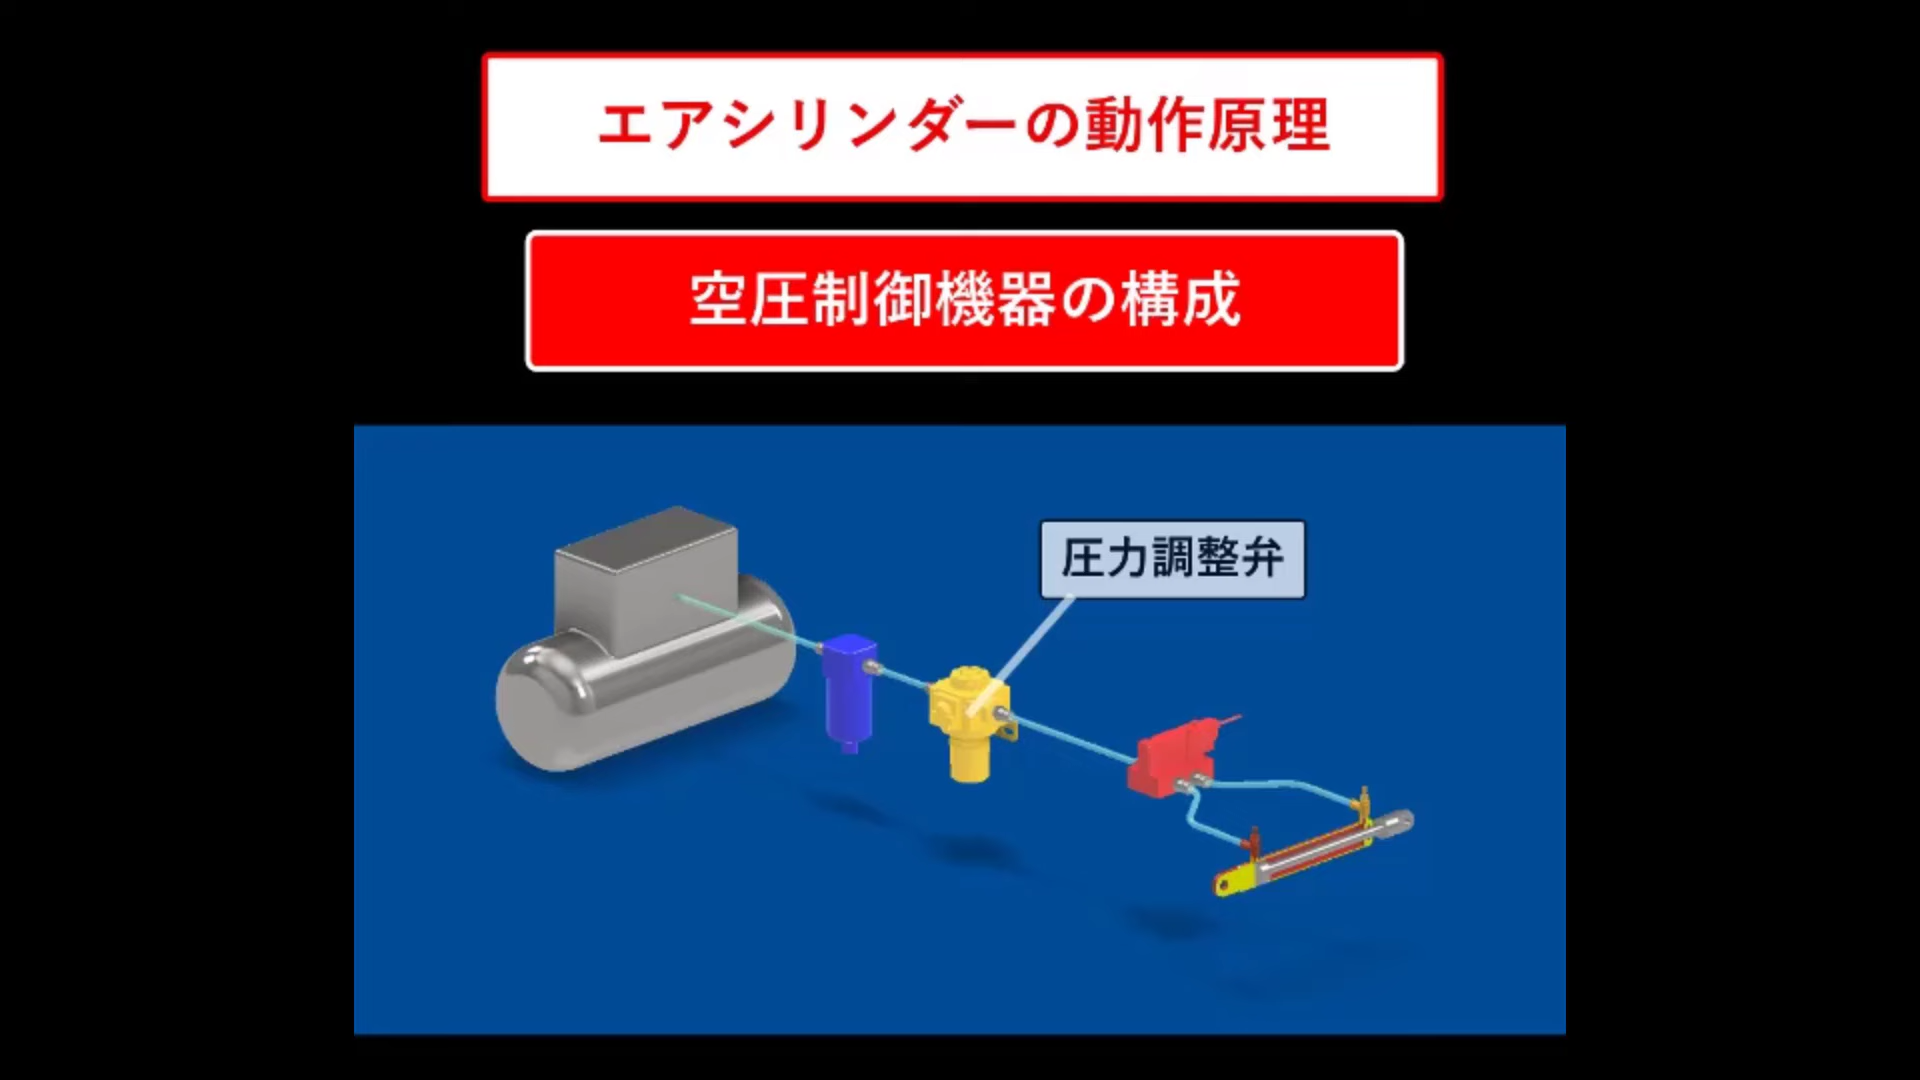 エアシリンダーの動作原理
空圧制御機器の構成
圧力調整弁